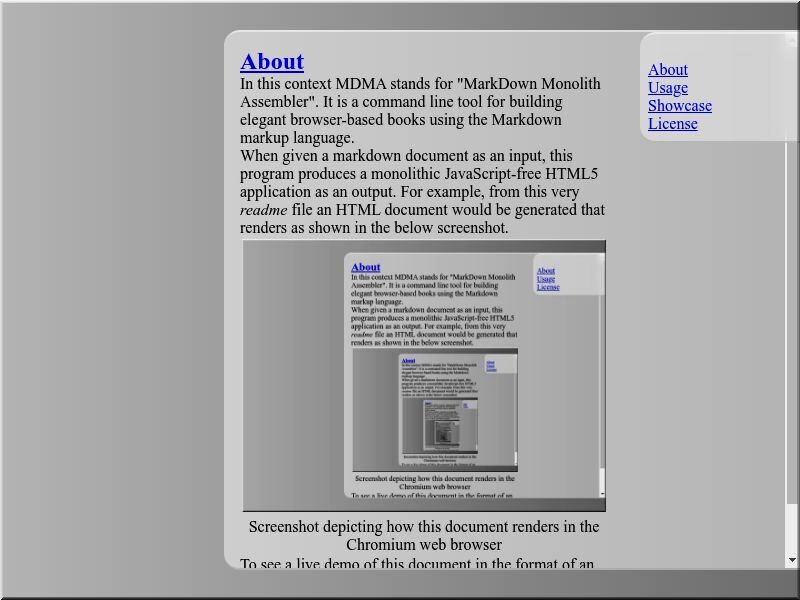 About
In this context MDMA stands for "MarkDown Monolith
Assembler". It is a command line tool for building
elegant browser-based books using the Markdown
markup language.
When given a markdown document as an input, this
program produces a monolithic JavaScript-free HTML5
application as an output. For example, from this very
readme file an HTML document would be generated that
renders as shown in the below screenshot.
About
Usage
Showcase
License
About
In this context MDMA stands for "MarkDown Monolith
Assembler". It is a command line tool for building
elegant browser-based books using the Markdown
markup language.
When given a markdown document as an input, this
program produces a monolithic JavaScript-free HTML5
application as an output. For example, from this very
readme file an HTML document would be generated that
renders as shown in the below screenshot.
About
Usage
License
Screenshot depicting how this document renders in the
Chromium web browser
To see a live demo of this document in the format of an
Screenshot depicting how this document renders in the
Chromium web browser
To see a live demo of this document in the format of an